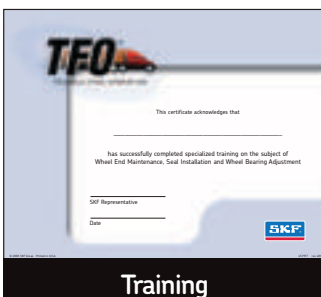 TFO
This certificate acknowledges that
has successfully completed specialized training on the subject of
Wheel End Maintenance, Seal Installation and Wheel Bearing Adjustment
SKF Representative
Date
SKF
Training